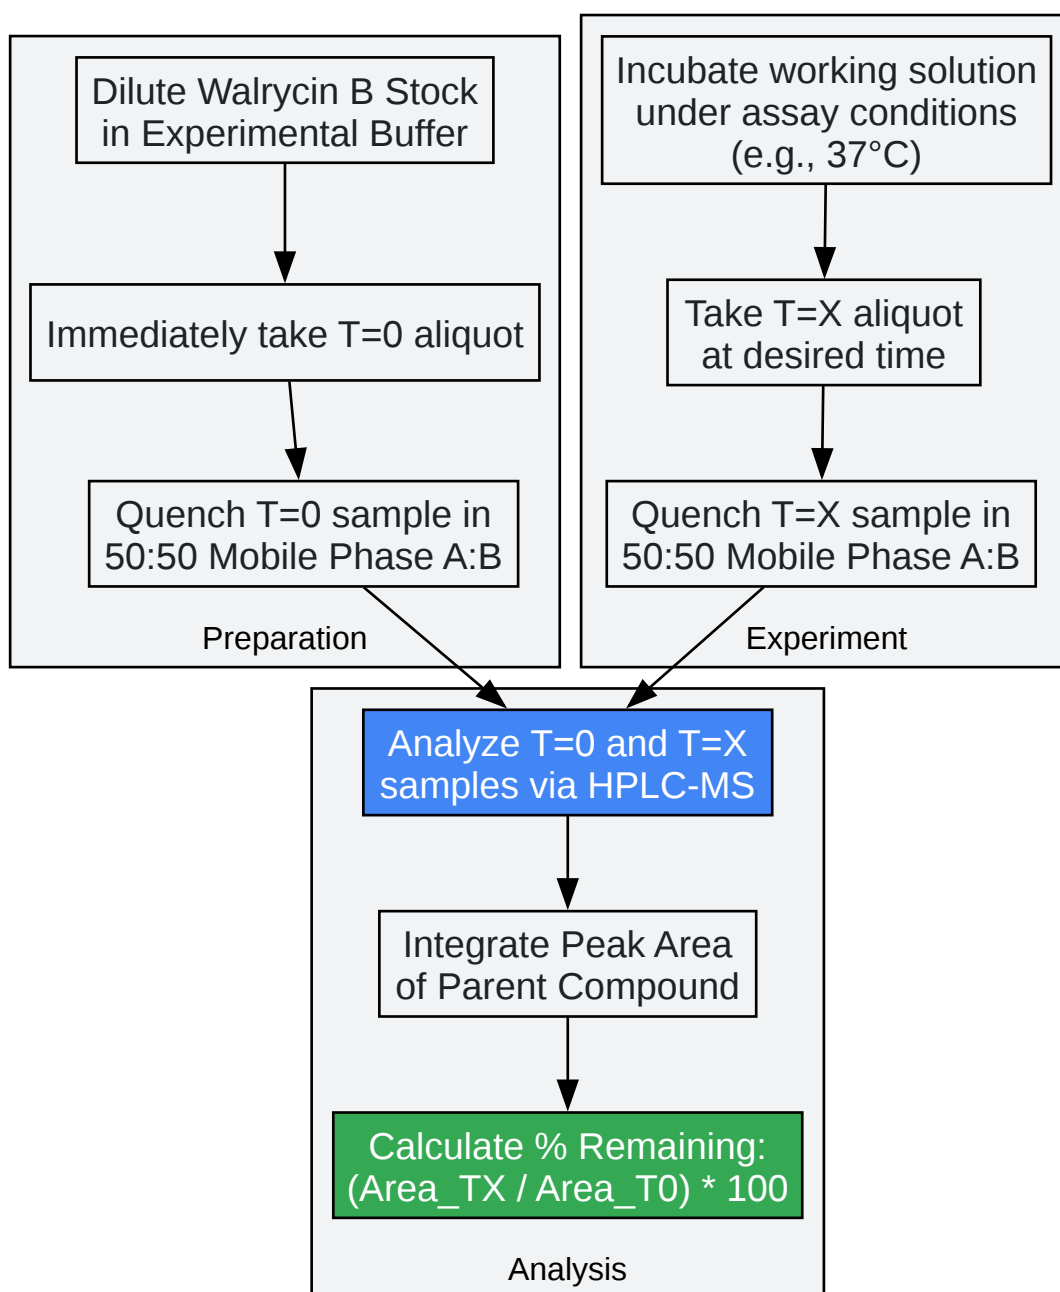 Dilute Walrycin B Stock
in Experimental Buffer
Immediately take T=0 aliquot
Quench T=0 sample in
50:50 Mobile Phase A:B
Preparation
Incubate working solution
under assay conditions
(e.g., 37°C)
Take T=X aliquot
at desired time
Quench T=X sample in
50:50 Mobile Phase A:B
Experiment
Analyze T=0 and T=X
samples via HPLC-MS
Integrate Peak Area
of Parent Compound
Calculate % Remaining:
(Area_TX / Area_T0) * 100
Analysis